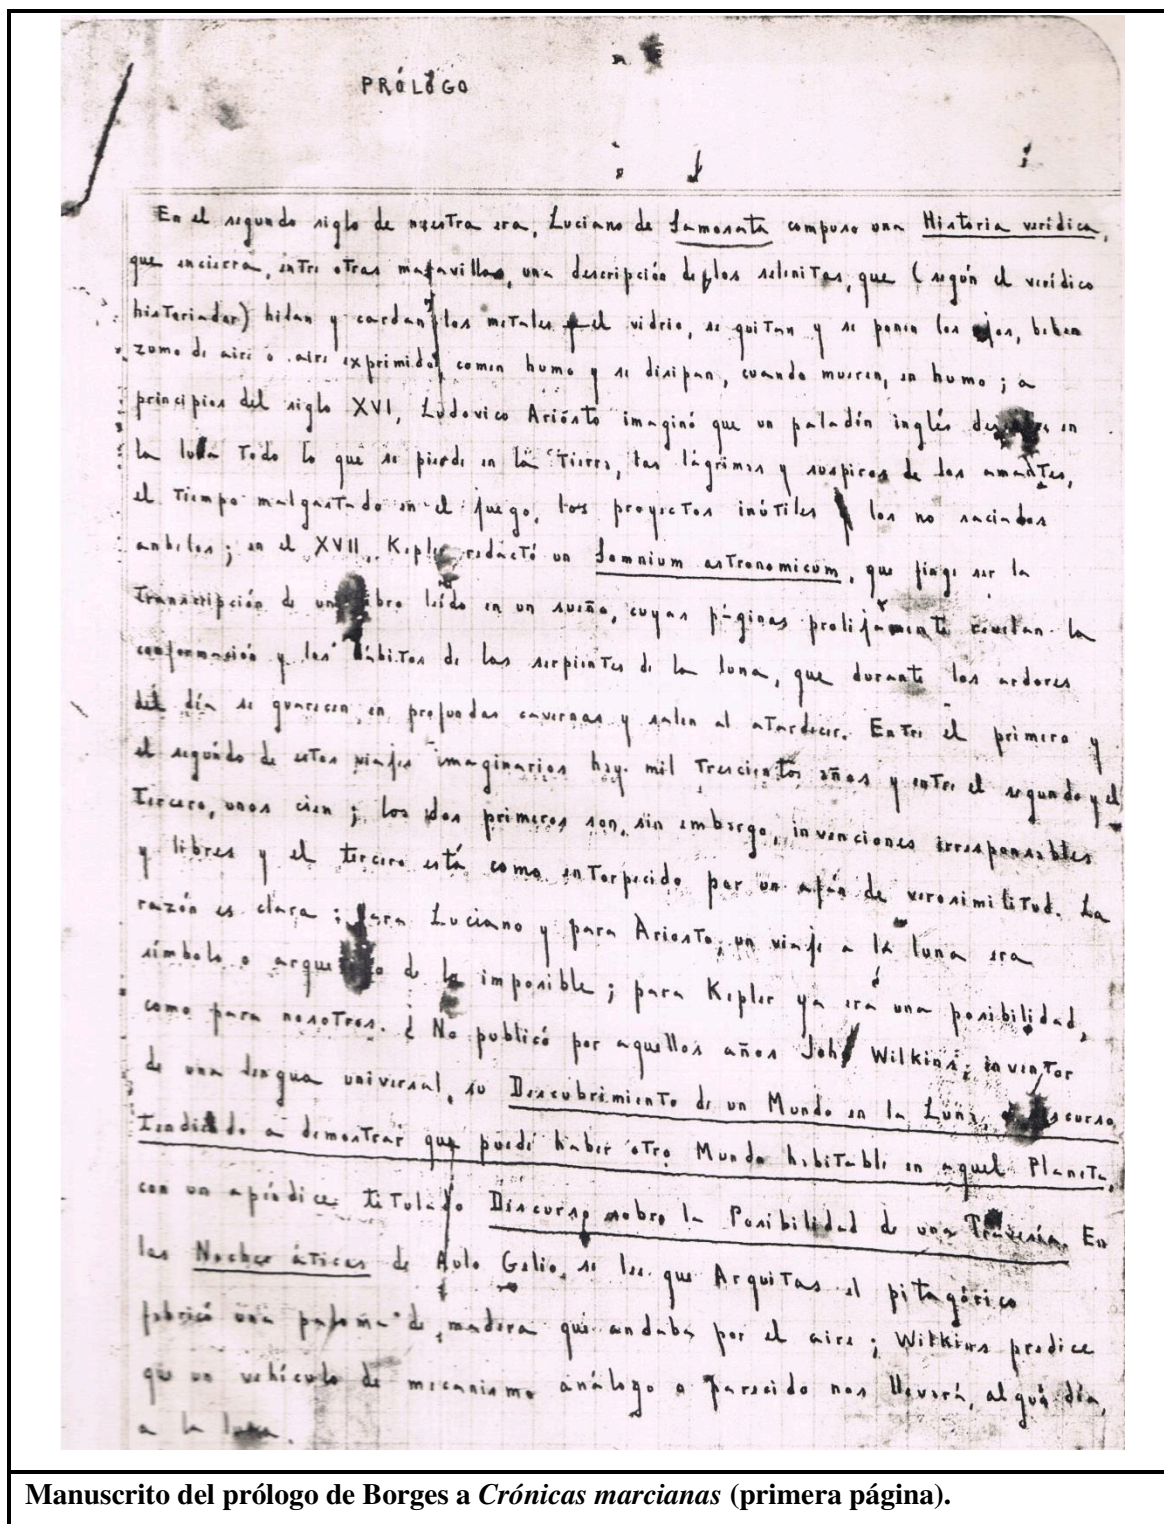 PRÓLOGO
En el segundo siglo de nuestra era, Luciano de Samosata compuso una Historia verídica,
que encierra, entre otras maravillas, una descripción de los selenitas, que (según el verídico
historiador) hilan y cardan los metales y el vidrio, se quitan y se ponen los ojos, beben
zumo de aire o aire exprimido, comen humo y se disipan, cuando mueren, en humo; a
principios del siglo XVI, Ludovico Ariosto imaginó que un paladín inglés en
la luna todo lo que se pierde en la Tierra, las lágrimas y suspiros de los amantes,
el tiempo malgastado en el juego, los proyectos inútiles los no saciados
anhelos; en el XVII, Kepler redactó un Somnium astronomicum, que finge ser la
transcripción de un libro leído en un sueño, cuyas páginas prolijamente revelan la
conformación y los hábitos de las serpientes de la luna, que durante los ardores
del día se guarecen en profundas cavernas y salen al atardecer. Entre el primero y
el segundo de estos viajes imaginarios hay mil trescientos años y entre el segundo y el
tercero, unos cien; los dos primeros son, sin embargo, invenciones irresponsables
y libres y el tercero está como entorpecido por un afán de verosimilitud. La
razón es clara; para Luciano y para Ariosto, un viaje a la luna era
símbolo o arquetipo de lo imposible; para Kepler ya era una posibilidad,
como para nosotros. ¿No publicó por aquellos años John Wilkins, inventor
de una lengua universal, su Descubrimiento de un Mundo en la Luna, discurso
tendiente a demostrar que puede haber otro Mundo habitable en aquel Planeta,
con un apéndice titulado Discurso sobre la Posibilidad de una Travesía. En
las Noches áticas de Aulo Gelio, se lee que Arquitas el pitagórico
fabricó una paloma de madera que andaba por el aire; Wilkins predice
que un vehículo de mecanismo análogo o parecido nos llevará, algún día,
a la luna.
Manuscrito del prólogo de Borges a Crónicas marcianas (primera página).